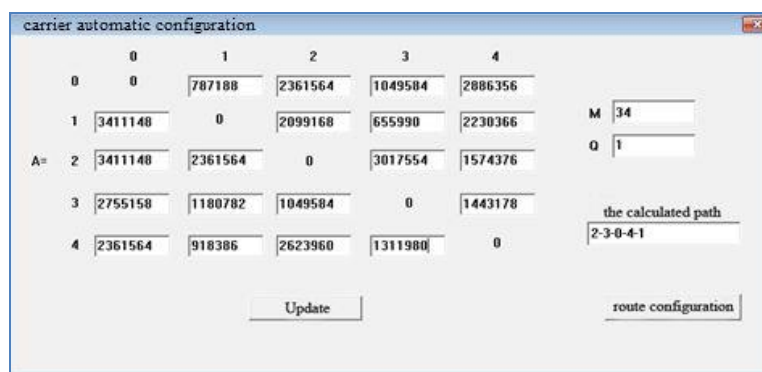 carrier automatic configuration
0 1 2 3 4
0 0 787188 2361564 1049584 2886356
1 3411148 0 2099168 655990 2230366
M 34
Q 1
A= 2 3411148 2361564 0 3017554 1574376
3 2755158 1180782 1049584 0 1443178
the calculated path
2-3-0-4-1
4 2361564 918386 2623960 1311980 0
Update
route configuration